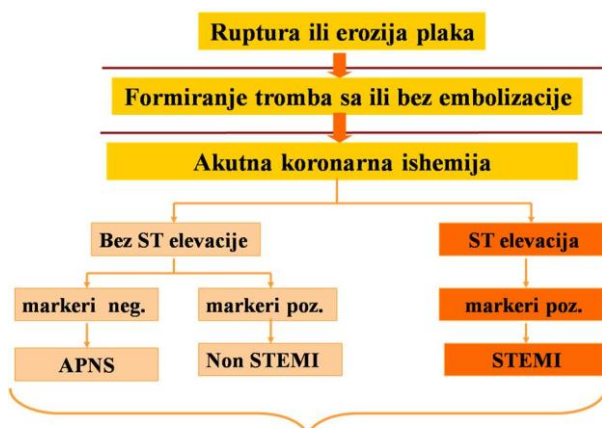 Ruptura ili erozija plaka
Formiranje tromba sa ili bez embolizacije
Akutna koronarna ishemija
Bez ST elevacije
ST elevacija
markeri neg.
markeri poz.
markeri poz.
APNS
Non STEMI
STEMI